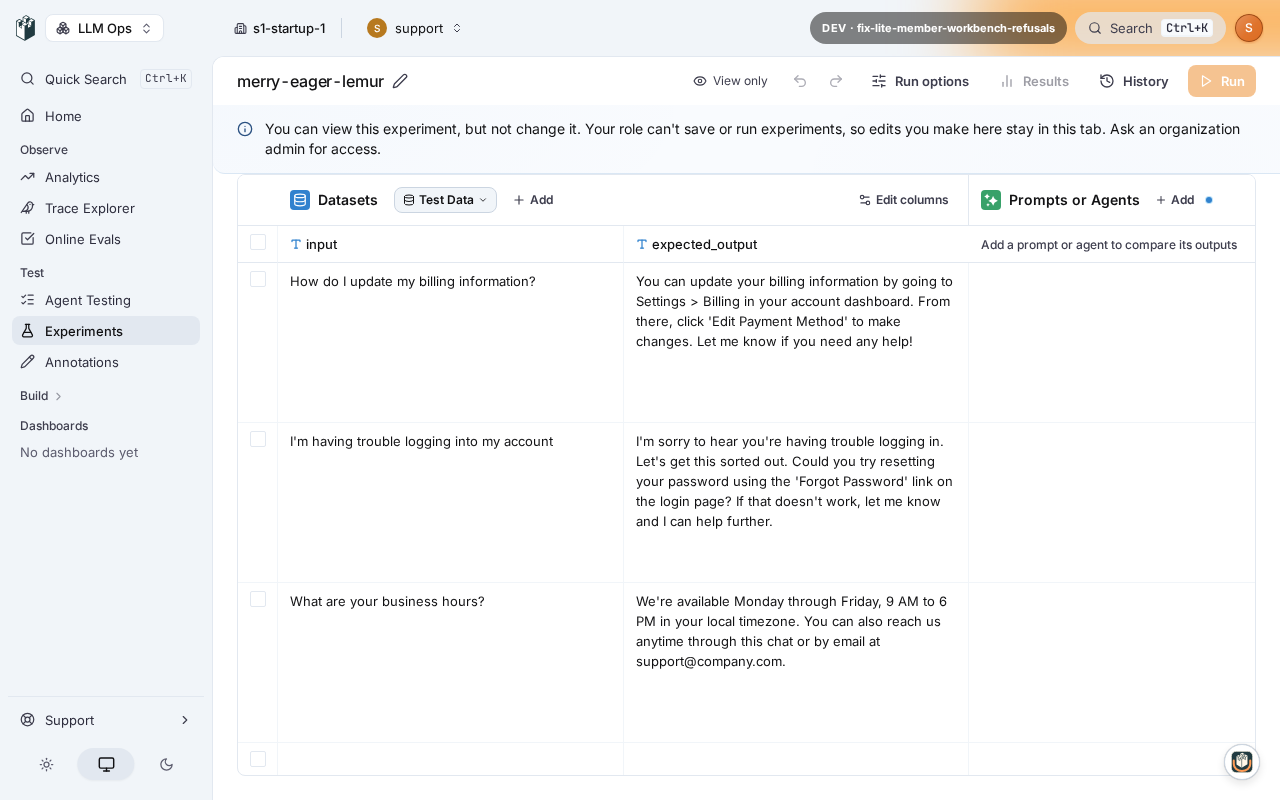 LLM Ops
s1-startup-1
S
support
DEV · fix-lite-member-workbench-refusals
Search Ctrl+K
S
Quick Search Ctrl+K
Home
Observe
Analytics
Trace Explorer
Online Evals
Test
Agent Testing
Experiments
Annotations
Build
Dashboards
No dashboards yet
Support
merry-eager-lemur
View only
Run options
Results
History
Run
You can view this experiment, but not change it. Your role can't save or run experiments, so edits you make here stay in this tab. Ask an organization
admin for access.
Datasets
Test Data
Add
Edit columns
Prompts or Agents
Add
input
expected_output
Add a prompt or agent to compare its outputs
How do I update my billing information?
You can update your billing information by going to
Settings > Billing in your account dashboard. From
there, click 'Edit Payment Method' to make
changes. Let me know if you need any help!
I'm having trouble logging into my account
I'm sorry to hear you're having trouble logging in.
Let's get this sorted out. Could you try resetting
your password using the 'Forgot Password' link on
the login page? If that doesn't work, let me know
and I can help further.
What are your business hours?
We're available Monday through Friday, 9 AM to 6
PM in your local timezone. You can also reach us
anytime through this chat or by email at
support@company.com.